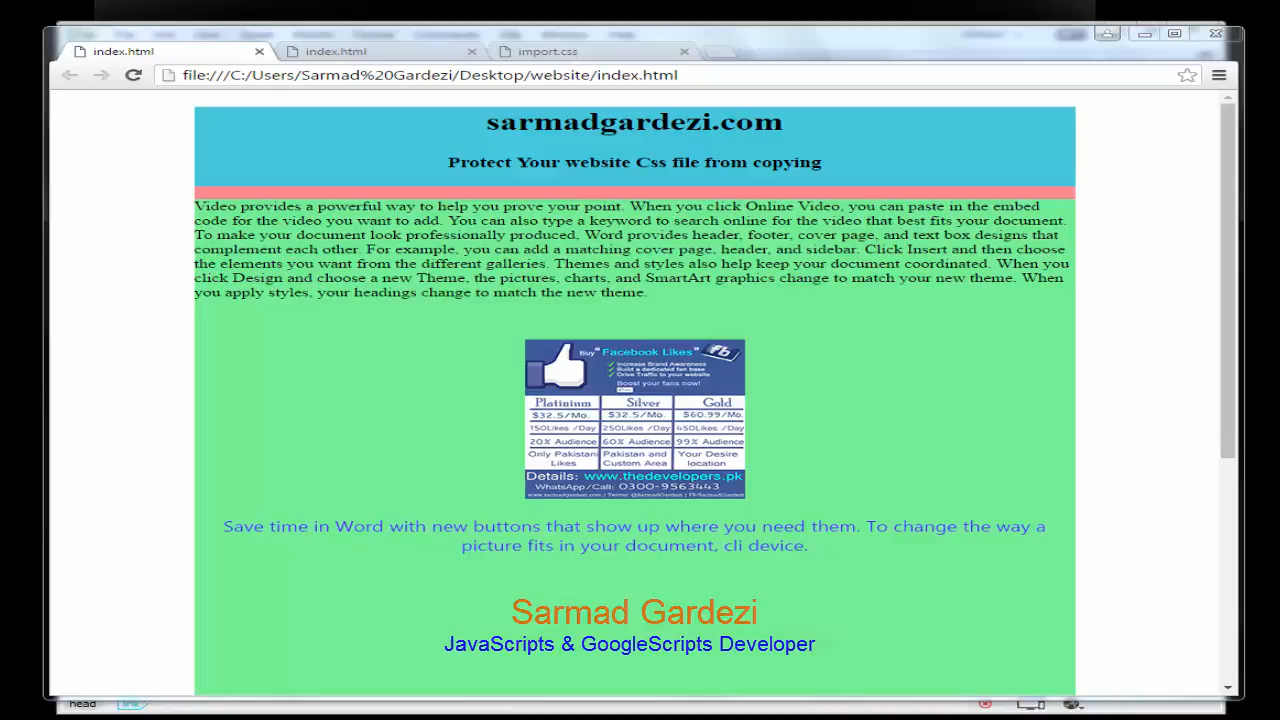 index.html
index.html
import.css
file:///C:/Users/Sarmad%20Gardezi/Desktop/website/index.html
sarmadgardezi.com
Protect Your website Css file from copying
Video provides a powerful way to help you prove your point. When you click Online Video, you can paste in the embed
code for the video you want to add. You can also type a keyword to search online for the video that best fits your document.
To make your document look professionally produced, Word provides header, footer, cover page, and text box designs that
complement each other. For example, you can add a matching cover page, header, and sidebar. Click Insert and then choose
the elements you want from the different galleries. Themes and styles also help keep your document coordinated. When you
click Design and choose a new Theme, the pictures, charts, and SmartArt graphics change to match your new theme. When
you apply styles, your headings change to match the new theme.
Buy "Facebook Likes" fb
✓ Increase Brand Awareness
✓ Build a dedicated fan base
✓ Drive Traffic to your website
Boost your fans now!
Platinium Silver Gold
$32.5/Mo. $32.5/Mo. $60.99/Mo.
150Likes /Day 250Likes /Day 450Likes /Day
20% Audience 60% Audience 99% Audience
Only Pakistani Likes Pakistan and Custom Area Your Desire location
Details: www.thedevelopers.pk
WhatsApp/Call: 0300-9563443
www.sarmadgardezi.com | Twitter @SarmadGardezi | Fb/SarmadGardezi
Save time in Word with new buttons that show up where you need them. To change the way a
picture fits in your document, cli device.
Sarmad Gardezi
JavaScripts & GoogleScripts Developer
head link